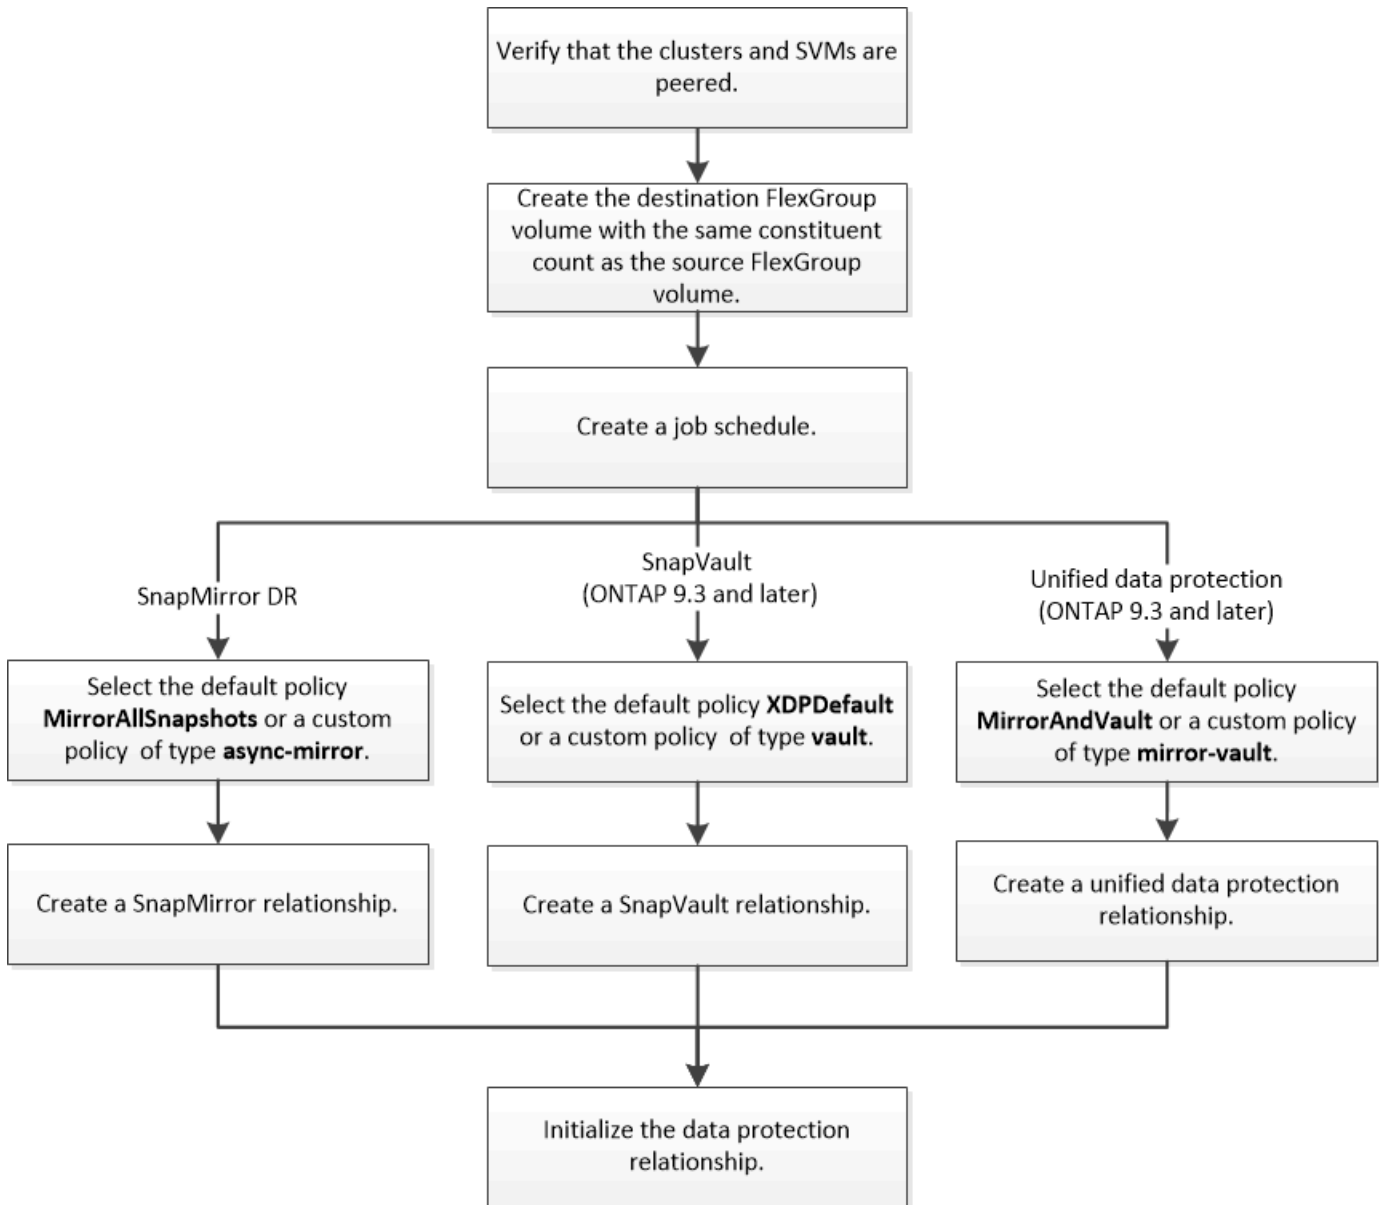 Verify that the clusters and SVMs are
peered.
Create the destination FlexGroup
volume with the same constituent
count as the source FlexGroup
volume.
Create a job schedule.
SnapMirror DR
SnapVault
(ONTAP 9.3 and later)
Unified data protection
(ONTAP 9.3 and later)
Select the default policy
MirrorAllSnapshots or a custom
policy of type async-mirror.
Select the default policy XDPDefault
or a custom policy of type vault.
Select the default policy
MirrorAndVault or a custom policy
of type mirror-vault.
Create a SnapMirror relationship.
Create a SnapVault relationship.
Create a unified data protection
relationship.
Initialize the data protection
relationship.